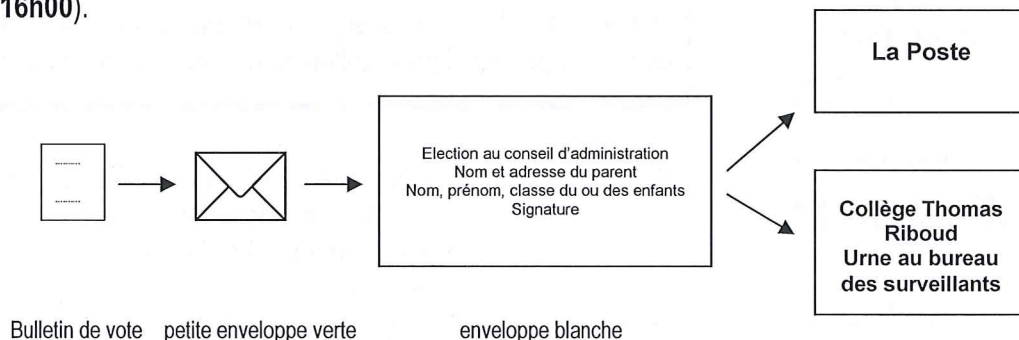 16h00).
La Poste
Election au conseil d'administration
Nom et adresse du parent
Nom, prénom, classe du ou des enfants
Signature
Collège Thomas
Riboud
Urne au bureau
des surveillants
Bulletin de vote petite enveloppe verte enveloppe blanche